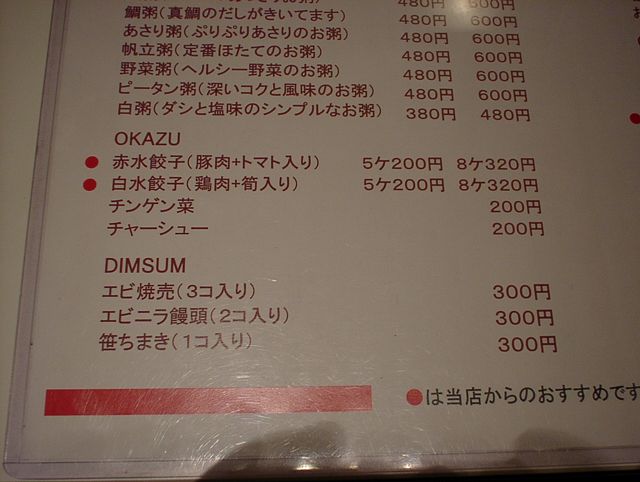 鯛粥(真鯛のだしがきいてます) 480円 600円
あさり粥(ぷりぷりあさりのお粥) 480円 600円
帆立粥(定番ほたてのお粥) 480円 600円
野菜粥(ヘルシー野菜のお粥) 480円 600円
ピータン粥(深いコクと風味のお粥) 480円 600円
白粥(ダシと塩味のシンプルなお粥) 380円 480円
OKAZU
● 赤水餃子(豚肉+トマト入り) 5ケ200円 8ケ320円
● 白水餃子(鶏肉+筍入り) 5ケ200円 8ケ320円
チンゲン菜 200円
チャーシュー 200円
DIMSUM
エビ焼売(3コ入り) 300円
エビニラ饅頭(2コ入り) 300円
笹ちまき(1コ入り) 300円
●は当店からのおすすめです